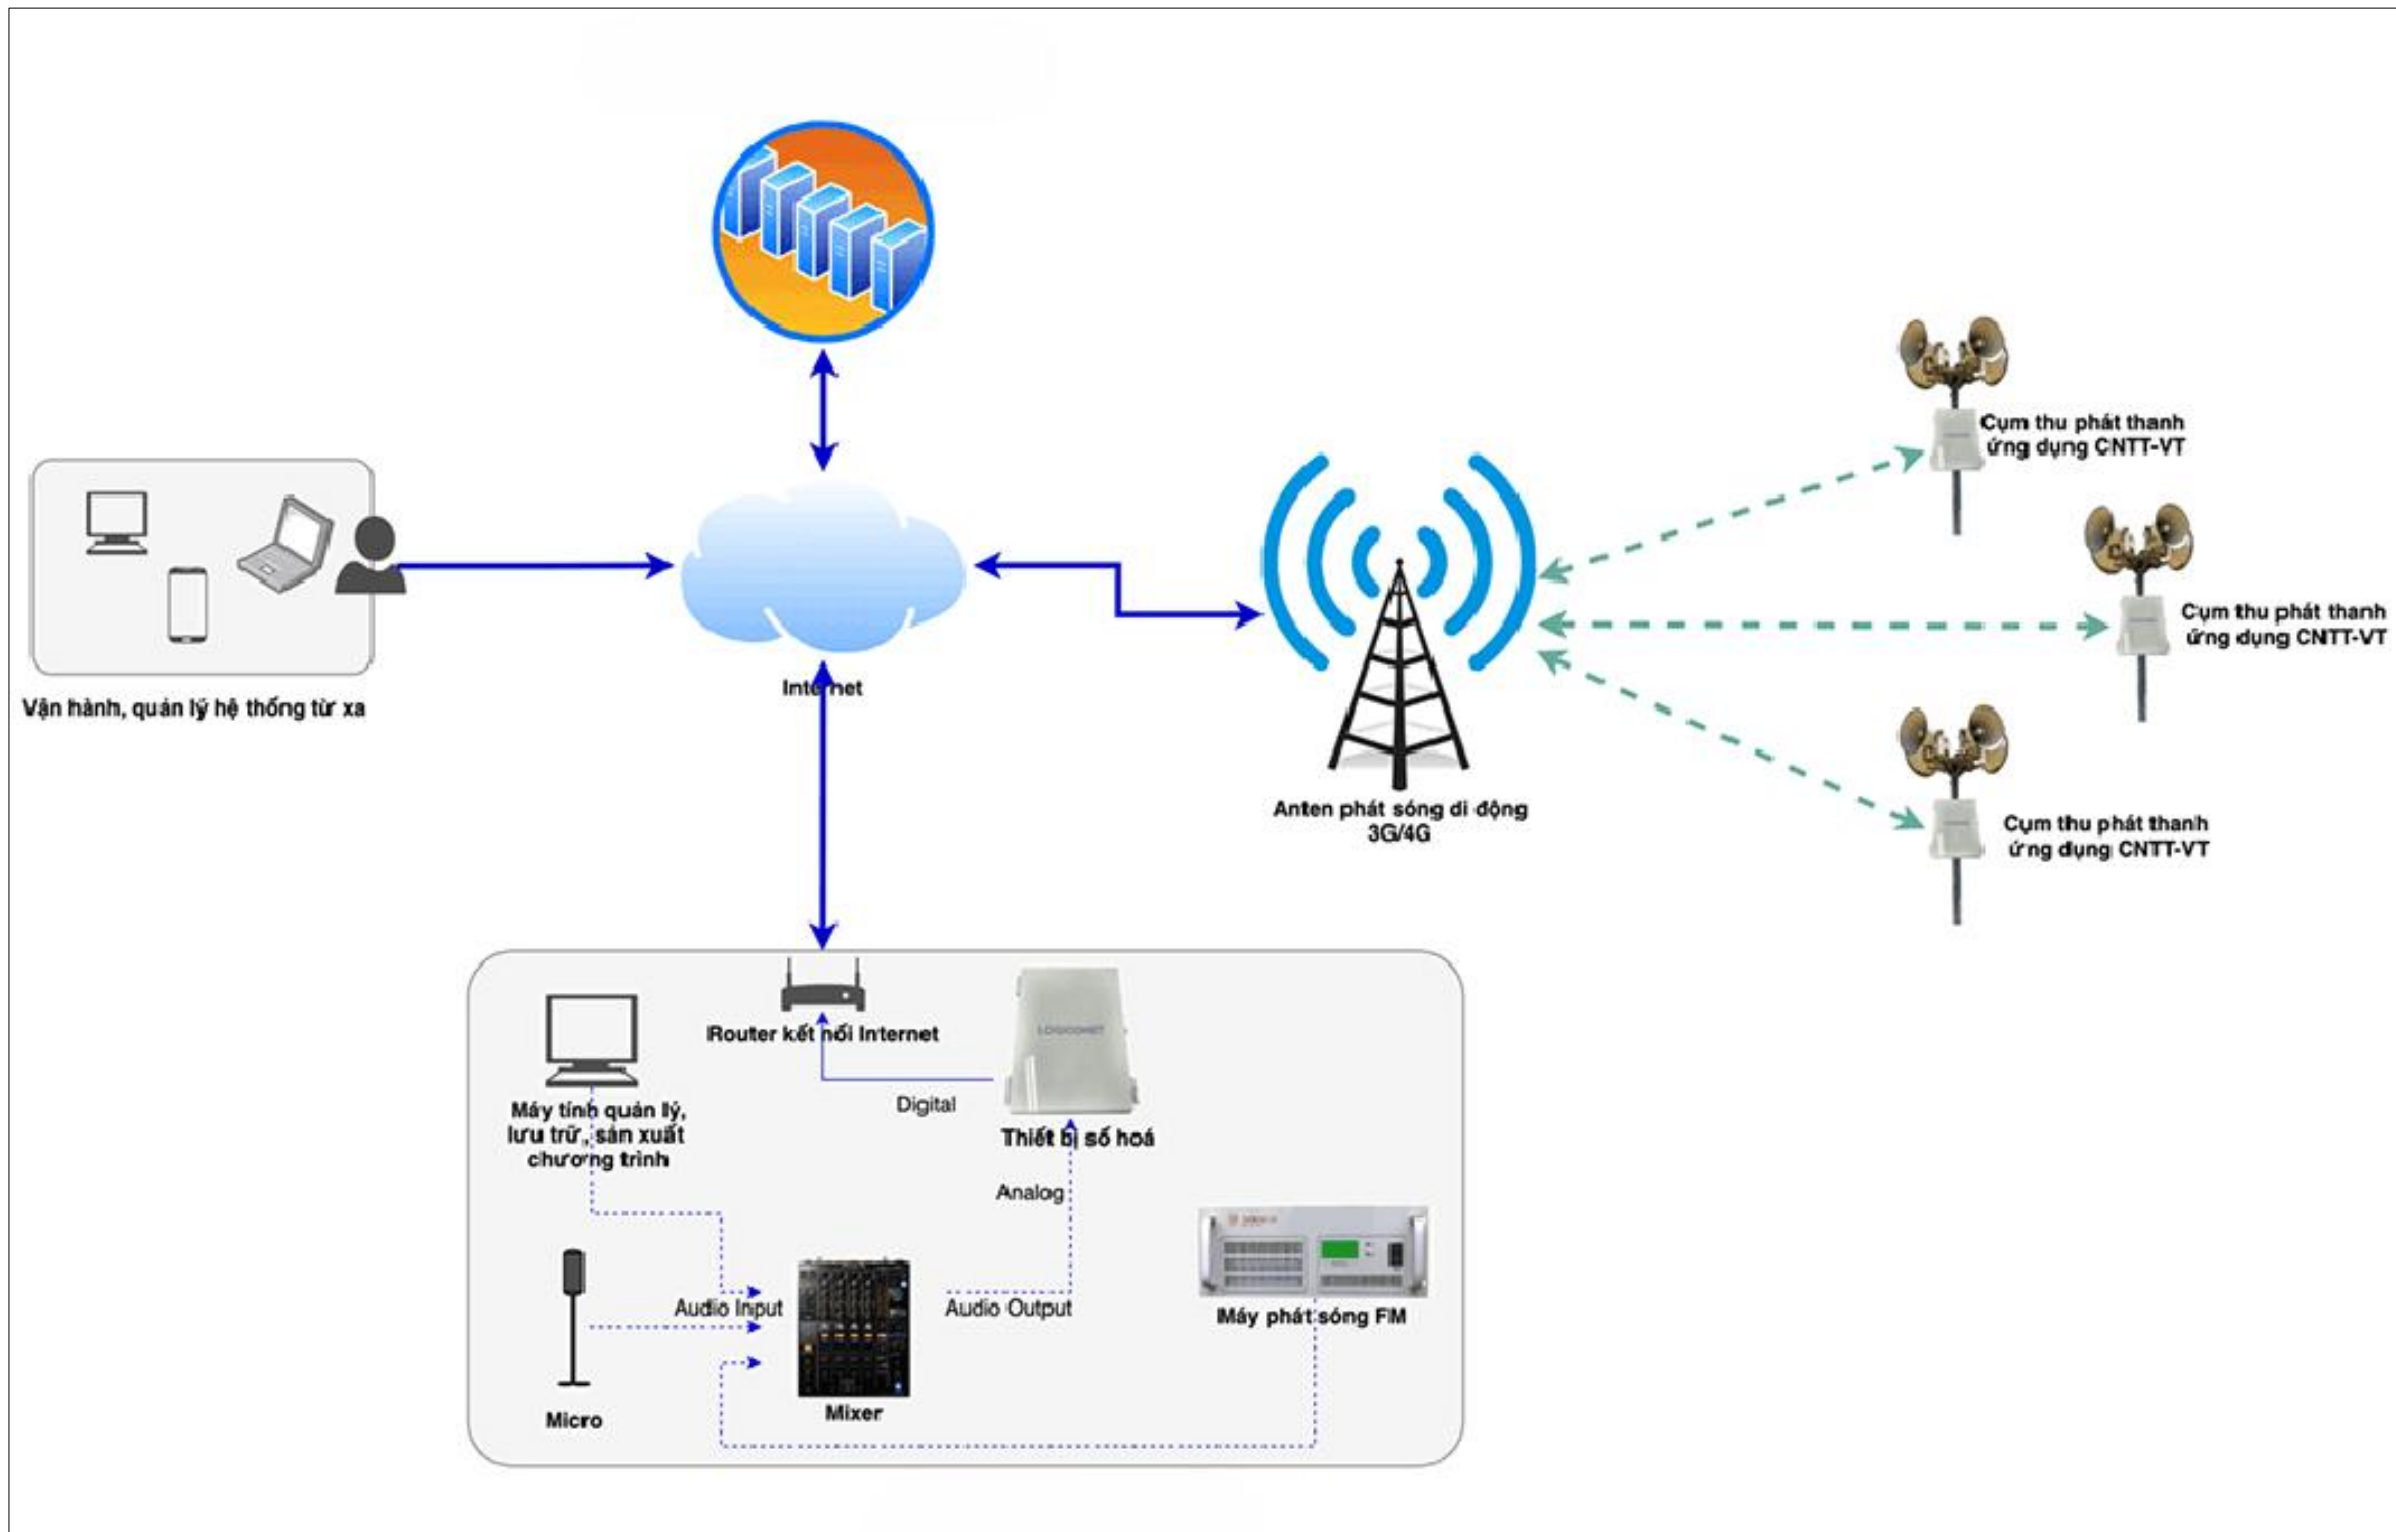 Cụm thu phát thanh
ứng dụng CNTT-VT
Cụm thu phát thanh
ứng dụng CNTT-VT
Internet
Vận hành, quản lý hệ thống từ xa
Anten phát sóng di động
3G/4G
Cụm thu phát thanh
ứng dụng CNTT-VT
Router kết nối Internet
LOGICOMET
Digital
Máy tính quản lý,
lưu trữ, sản xuất
chương trình
Thiết bị số hoá
Analog
Audio Input
Audio Output
Máy phát sóng FM
Micro
Mixer